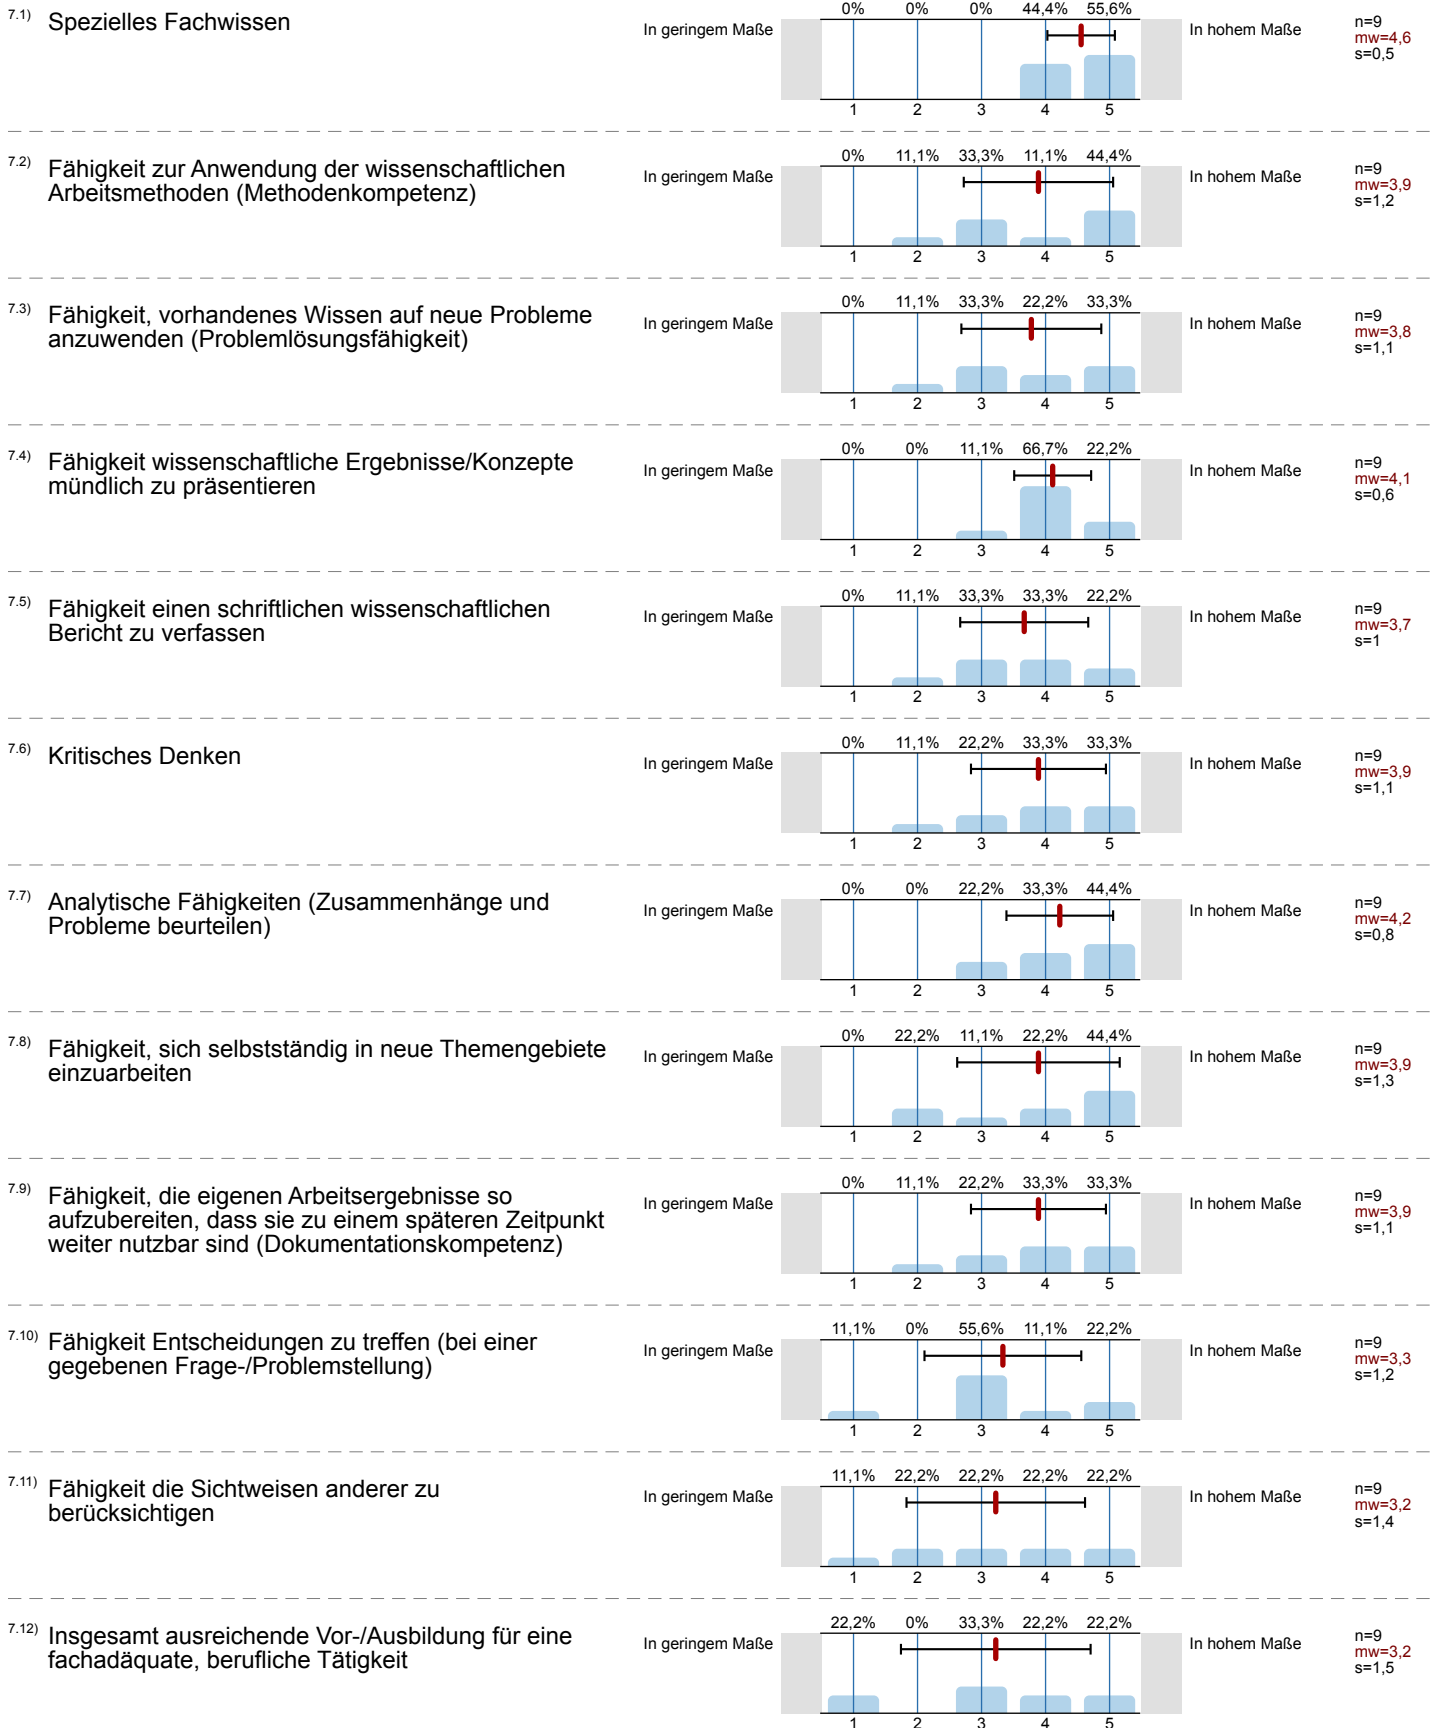 7.1) Spezielles Fachwissen
In geringem Maße
0% 0% 0% 44,4% 55,6%
1 2 3 4 5
In hohem Maße
n=9
mw=4,6
s=0,5
7.2) Fähigkeit zur Anwendung der wissenschaftlichen
Arbeitsmethoden (Methodenkompetenz)
In geringem Maße
0% 11,1% 33,3% 11,1% 44,4%
1 2 3 4 5
In hohem Maße
n=9
mw=3,9
s=1,2
7.3) Fähigkeit, vorhandenes Wissen auf neue Probleme
anzuwenden (Problemlösungsfähigkeit)
In geringem Maße
0% 11,1% 33,3% 22,2% 33,3%
1 2 3 4 5
In hohem Maße
n=9
mw=3,8
s=1,1
7.4) Fähigkeit wissenschaftliche Ergebnisse/Konzepte
mündlich zu präsentieren
In geringem Maße
0% 0% 11,1% 66,7% 22,2%
1 2 3 4 5
In hohem Maße
n=9
mw=4,1
s=0,6
7.5) Fähigkeit einen schriftlichen wissenschaftlichen
Bericht zu verfassen
In geringem Maße
0% 11,1% 33,3% 33,3% 22,2%
1 2 3 4 5
In hohem Maße
n=9
mw=3,7
s=1
7.6) Kritisches Denken
In geringem Maße
0% 11,1% 22,2% 33,3% 33,3%
1 2 3 4 5
In hohem Maße
n=9
mw=3,9
s=1,1
7.7) Analytische Fähigkeiten (Zusammenhänge und
Probleme beurteilen)
In geringem Maße
0% 0% 22,2% 33,3% 44,4%
1 2 3 4 5
In hohem Maße
n=9
mw=4,2
s=0,8
7.8) Fähigkeit, sich selbstständig in neue Themengebiete
einzuarbeiten
In geringem Maße
0% 22,2% 11,1% 22,2% 44,4%
1 2 3 4 5
In hohem Maße
n=9
mw=3,9
s=1,3
7.9) Fähigkeit, die eigenen Arbeitsergebnisse so
aufzubereiten, dass sie zu einem späteren Zeitpunkt
weiter nutzbar sind (Dokumentationskompetenz)
In geringem Maße
0% 11,1% 22,2% 33,3% 33,3%
1 2 3 4 5
In hohem Maße
n=9
mw=3,9
s=1,1
7.10) Fähigkeit Entscheidungen zu treffen (bei einer
gegebenen Frage-/Problemstellung)
In geringem Maße
11,1% 0% 55,6% 11,1% 22,2%
1 2 3 4 5
In hohem Maße
n=9
mw=3,3
s=1,2
7.11) Fähigkeit die Sichtweisen anderer zu
berücksichtigen
In geringem Maße
11,1% 22,2% 22,2% 22,2% 22,2%
1 2 3 4 5
In hohem Maße
n=9
mw=3,2
s=1,4
7.12) Insgesamt ausreichende Vor-/Ausbildung für eine
fachadäquate, berufliche Tätigkeit
In geringem Maße
22,2% 0% 33,3% 22,2% 22,2%
1 2 3 4 5
In hohem Maße
n=9
mw=3,2
s=1,5